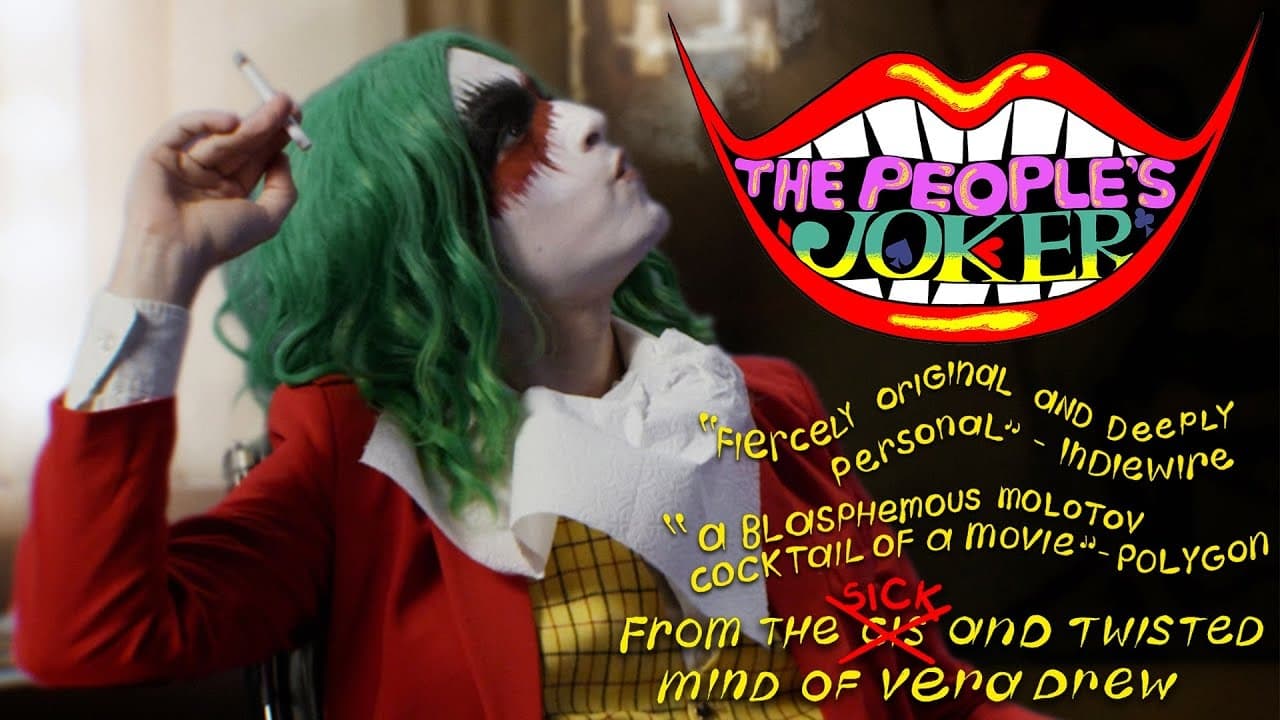 THE PEOPLE'S
JOKER
"FIERCELY ORIGINAL AND DEEPLY
PERSONAL" - INDIEWIRE
"A BLASPHEMOUS MOLOTOV
COCKTAIL OF A MOVIE" - POLYGON
SICK
FROM THE CIS AND TWISTED
MIND OF VERA DREW